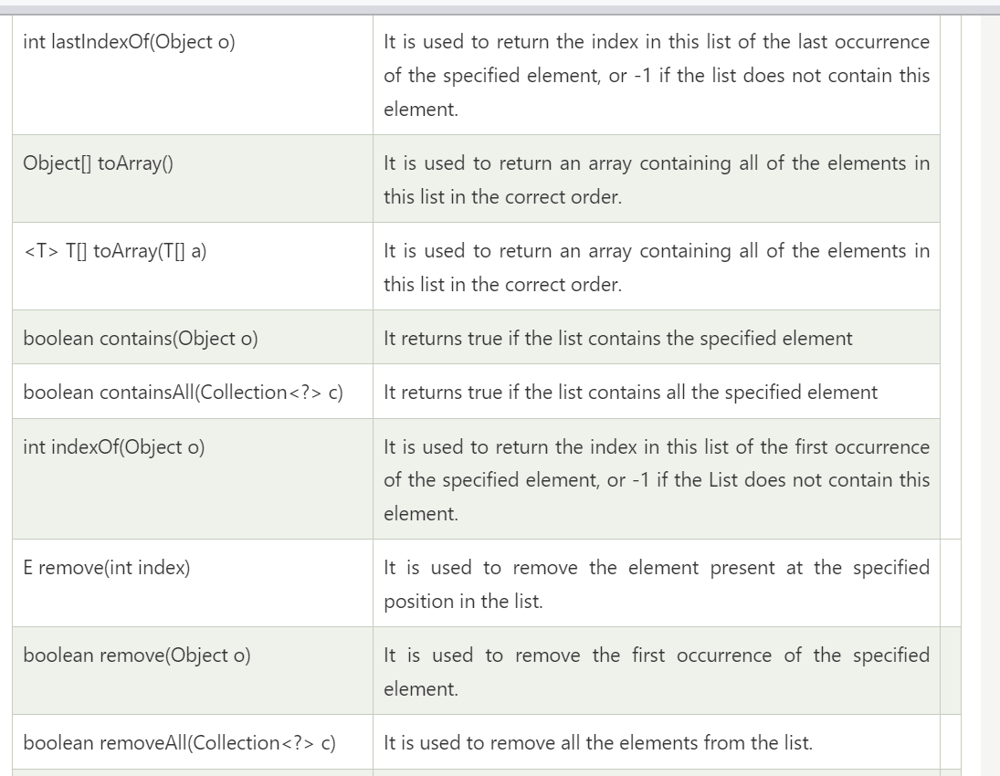 int lastIndexOf(Object o)
It is used to return the index in this list of the last occurrence
of the specified element, or -1 if the list does not contain this
element.
Object[] toArray()
It is used to return an array containing all of the elements in
this list in the correct order.
<T> T[] toArray(T[] a)
It is used to return an array containing all of the elements in
this list in the correct order.
boolean contains(Object o)
It returns true if the list contains the specified element
boolean containsAll(Collection<?> c)
It returns true if the list contains all the specified element
int indexOf(Object o)
It is used to return the index in this list of the first occurrence
of the specified element, or -1 if the List does not contain this
element.
E remove(int index)
It is used to remove the element present at the specified
position in the list.
boolean remove(Object o)
It is used to remove the first occurrence of the specified
element.
boolean removeAll(Collection<?> c)
It is used to remove all the elements from the list.